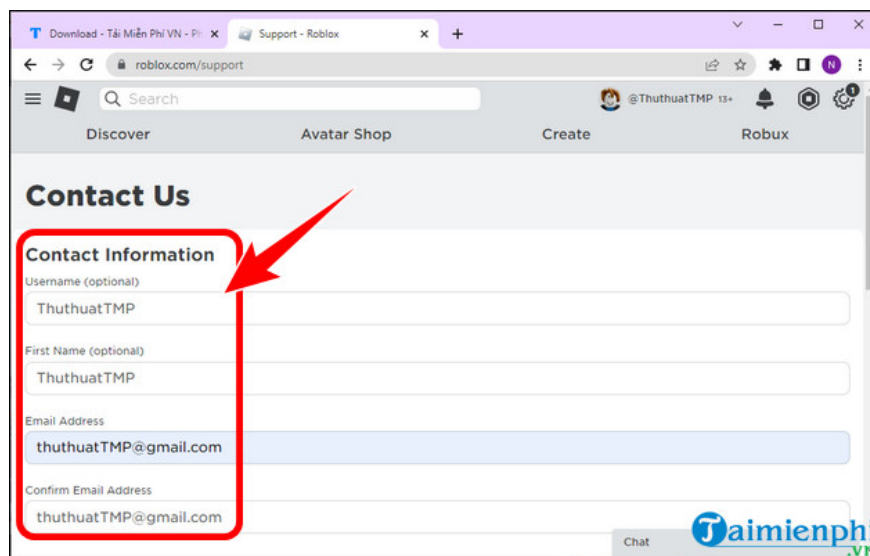 Download - Tải Miễn Phí VN - Ph
Support - Roblox
roblox.com/support
N
Search
@ThuthuatTMP 13+
1
Discover
Avatar Shop
Create
Robux
Contact Us
Contact Information
Username (optional)
ThuthuatTMP
First Name (optional)
ThuthuatTMP
Email Address
thuthuatTMP@gmail.com
Confirm Email Address
thuthuatTMP@gmail.com
Chat
Taimienphi
.vn